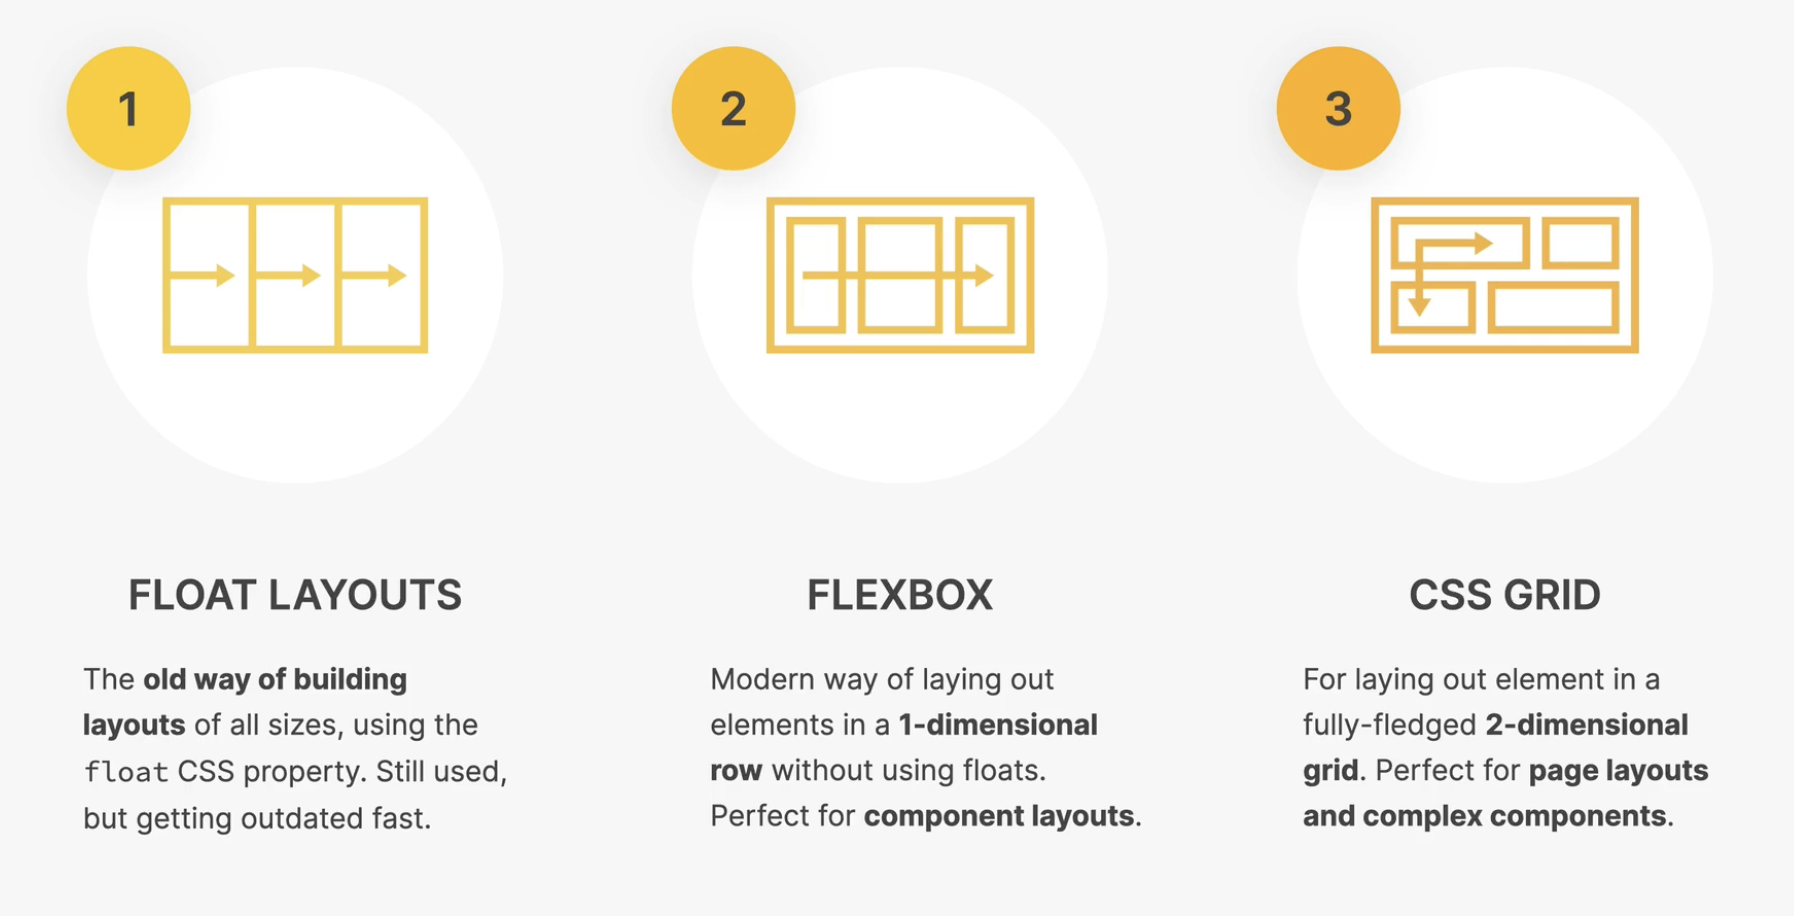 1
FLOAT LAYOUTS
The old way of building
layouts of all sizes, using the
float CSS property. Still used,
but getting outdated fast.
2
FLEXBOX
Modern way of laying out
elements in a 1-dimensional
row without using floats.
Perfect for component layouts.
3
CSS GRID
For laying out element in a
fully-fledged 2-dimensional
grid. Perfect for page layouts
and complex components.